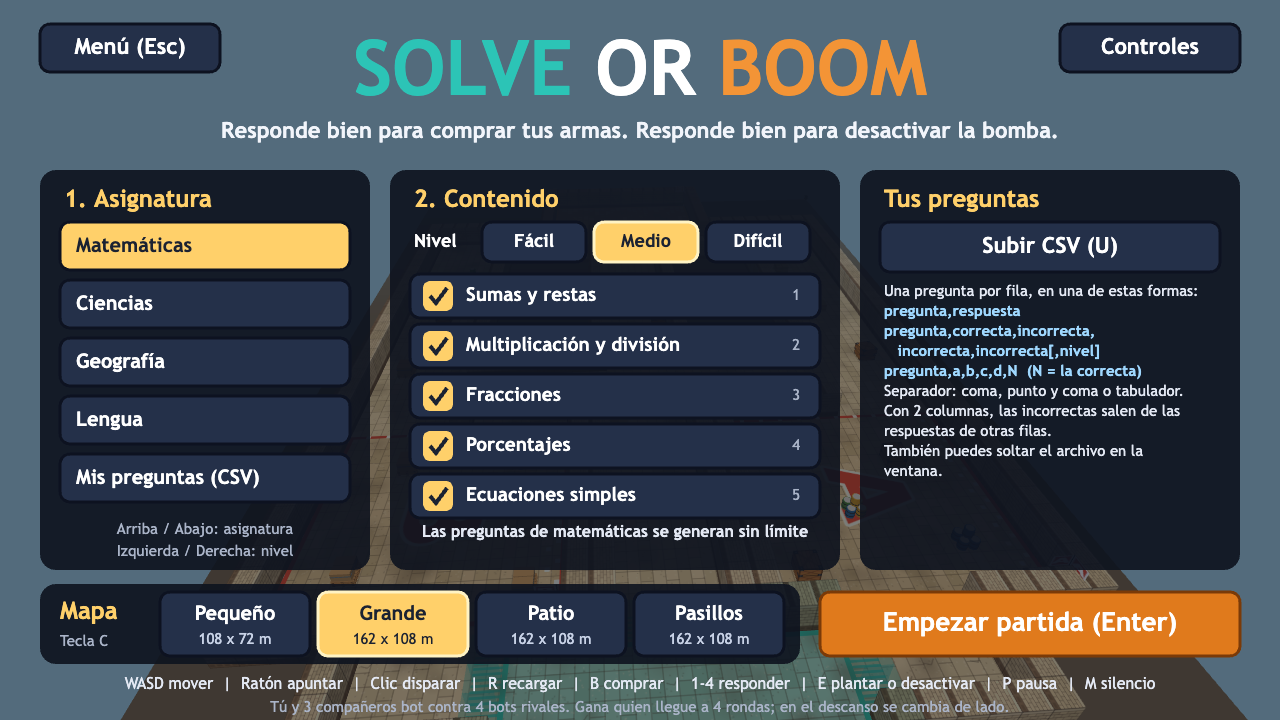 Menú (Esc)
SOLVE OR BOOM
Controles
Responde bien para comprar tus armas. Responde bien para desactivar la bomba.
1. Asignatura
Matemáticas
Ciencias
Geografía
Lengua
Mis preguntas (CSV)
Arriba / Abajo: asignatura
Izquierda / Derecha: nivel
2. Contenido
Nivel Fácil Medio Difícil
Sumas y restas 1
Multiplicación y división 2
Fracciones 3
Porcentajes 4
Ecuaciones simples 5
Las preguntas de matemáticas se generan sin límite
Tus preguntas
Subir CSV (U)
Una pregunta por fila, en una de estas formas:
pregunta,respuesta
pregunta,correcta,incorrecta,
incorrecta,incorrecta[,nivel]
pregunta,a,b,c,d,N (N = la correcta)
Separador: coma, punto y coma o tabulador.
Con 2 columnas, las incorrectas salen de las
respuestas de otras filas.
También puedes soltar el archivo en la
ventana.
Mapa
Tecla C
Pequeño
108 x 72 m
Grande
162 x 108 m
Patio
162 x 108 m
Pasillos
162 x 108 m
Empezar partida (Enter)
WASD mover | Ratón apuntar | Clic disparar | R recargar | B comprar | 1-4 responder | E plantar o desactivar | P pausa | M silencio
Tú y 3 compañeros bot contra 4 bots rivales. Gana quien llegue a 4 rondas; en el descanso se cambia de lado.